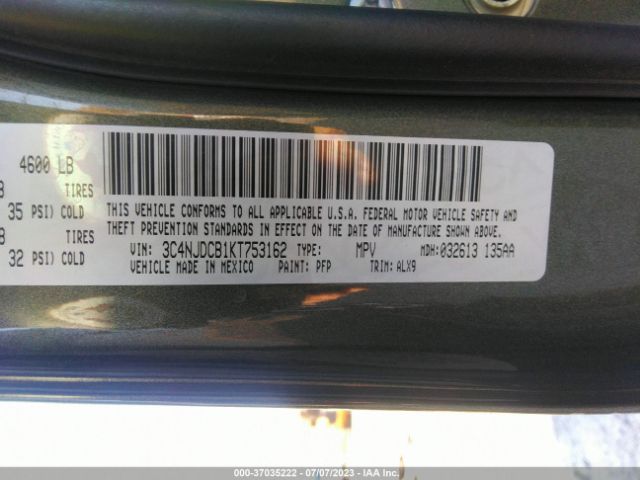 4600 LB
TIRES
35 PSI) COLD
TIRES
32 PSI) COLD
THIS VEHICLE CONFORMS TO ALL APPLICABLE U.S.A. FEDERAL MOTOR VEHICLE SAFETY AND
THEFT PREVENTION STANDARDS IN EFFECT ON THE DATE OF MANUFACTURE SHOWN ABOVE.
VIN: 3C4NJDCB1KT753162 TYPE: MPV MDH: 032613 135AA
VEHICLE MADE IN MEXICO PAINT: PFP TRIM: ALX9
000-37035222 - 07/07/2023 - IAA Inc.